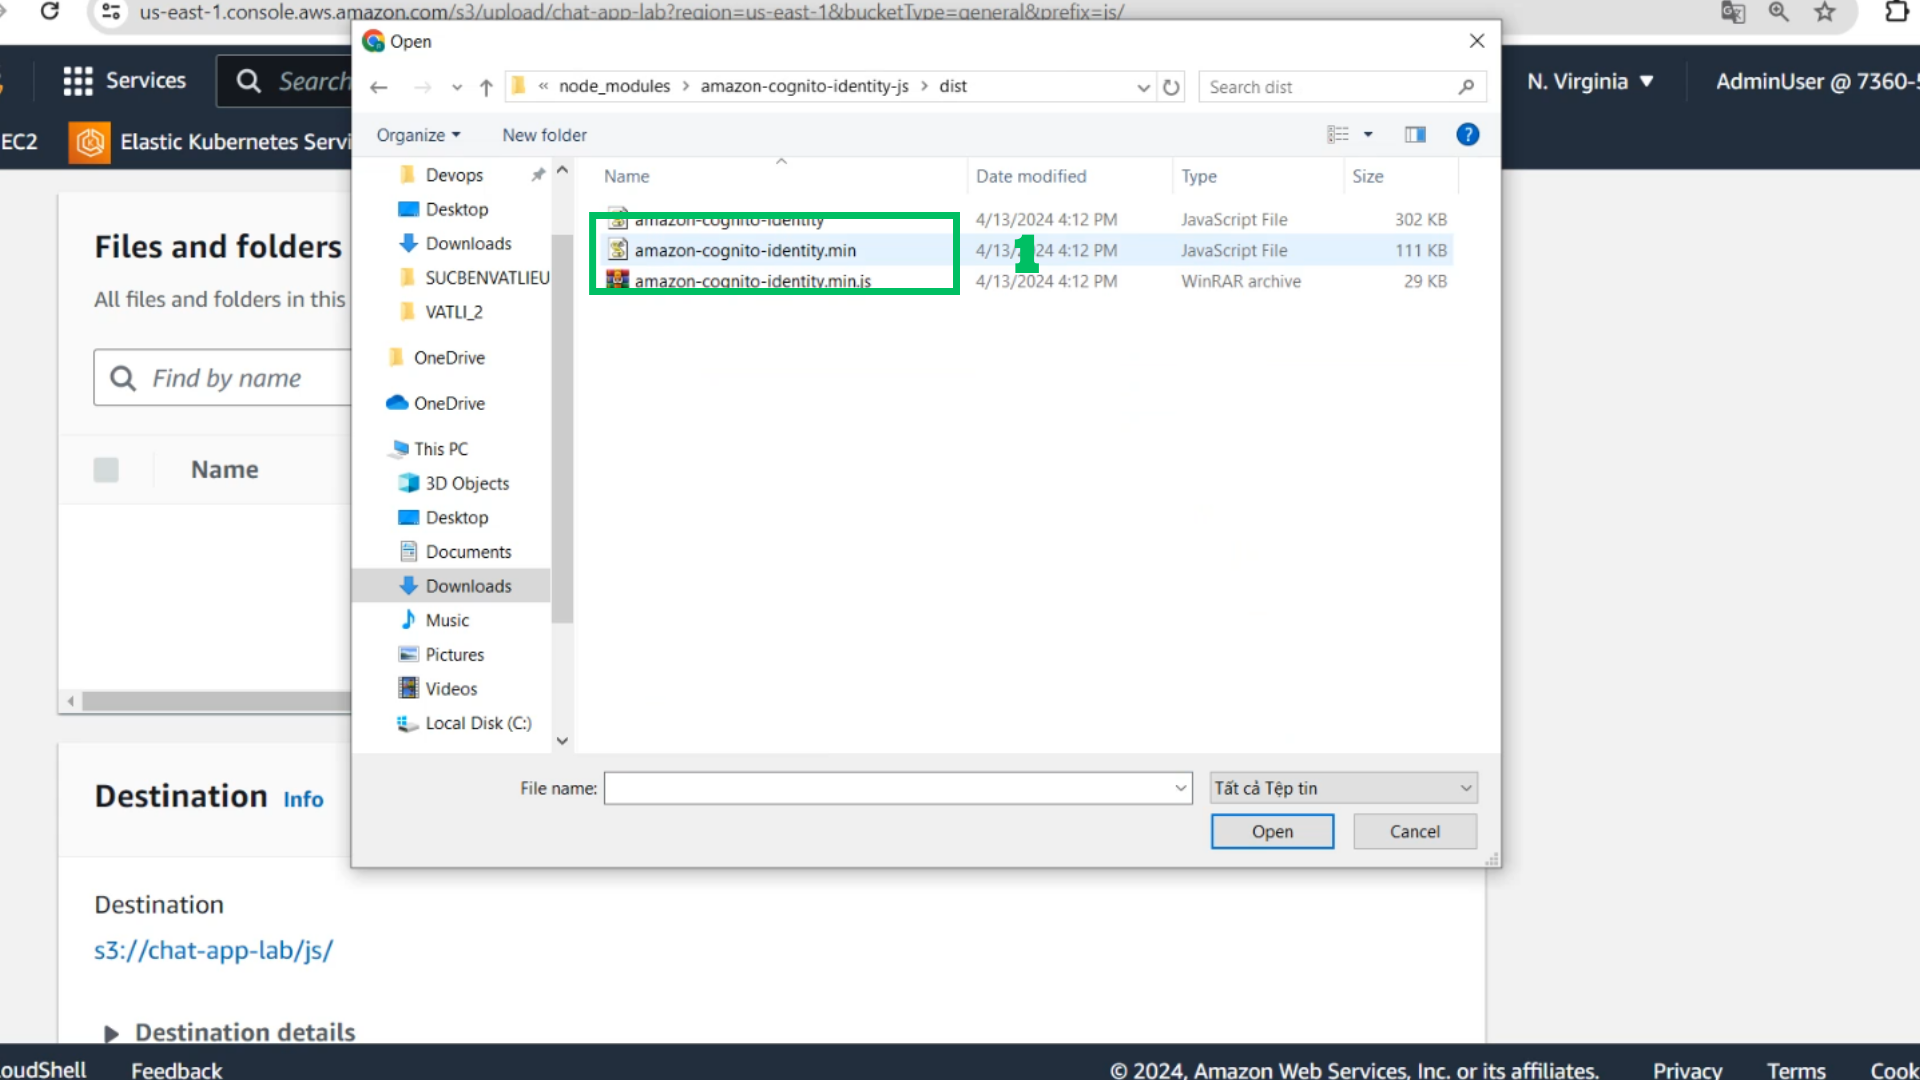 us-east-1.console.aws.amazon.com/s3/upload/chat-app-lab?region=us-east-1&bucketType=general&prefix=js/
Open
Services
Search
node_modules > amazon-cognito-identity-js > dist
Search dist
N. Virginia
AdminUser @ 7360-5
Organize
New folder
EC2
Elastic Kubernetes Servi
Name
Date modified
Type
Size
amazon-cognito-identity
4/13/2024 4:12 PM
JavaScript File
302 KB
amazon-cognito-identity.min
4/13/2024 4:12 PM
JavaScript File
111 KB
amazon-cognito-identity.min.js
4/13/2024 4:12 PM
WinRAR archive
29 KB
1
Devops
Desktop
Downloads
SUCBENVATLIEU
VATLI_2
OneDrive
OneDrive
This PC
3D Objects
Desktop
Documents
Downloads
Music
Pictures
Videos
Local Disk (C:)
Files and folders
All files and folders in this
Find by name
Name
File name:
Tất cả Tệp tin
Open
Cancel
Destination Info
Destination
s3://chat-app-lab/js/
Destination details
oudShell
Feedback
© 2024, Amazon Web Services, Inc. or its affiliates.
Privacy
Terms
Cook